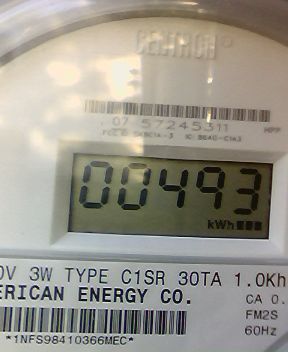 CENTRON®
07 57245311
00493
kWh
0V 3W TYPE C1SR 30TA 1.0Kh
ERICAN ENERGY CO.
CA 0.
FM2S
60Hz
*1NFS98410366MEC*